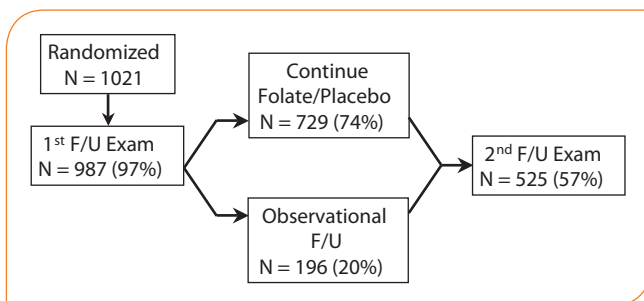 Randomized
N = 1021
1st F/U Exam
N = 987 (97%)
Continue
Folate/Placebo
N = 729 (74%)
Observational
F/U
N = 196 (20%)
2nd F/U Exam
N = 525 (57%)